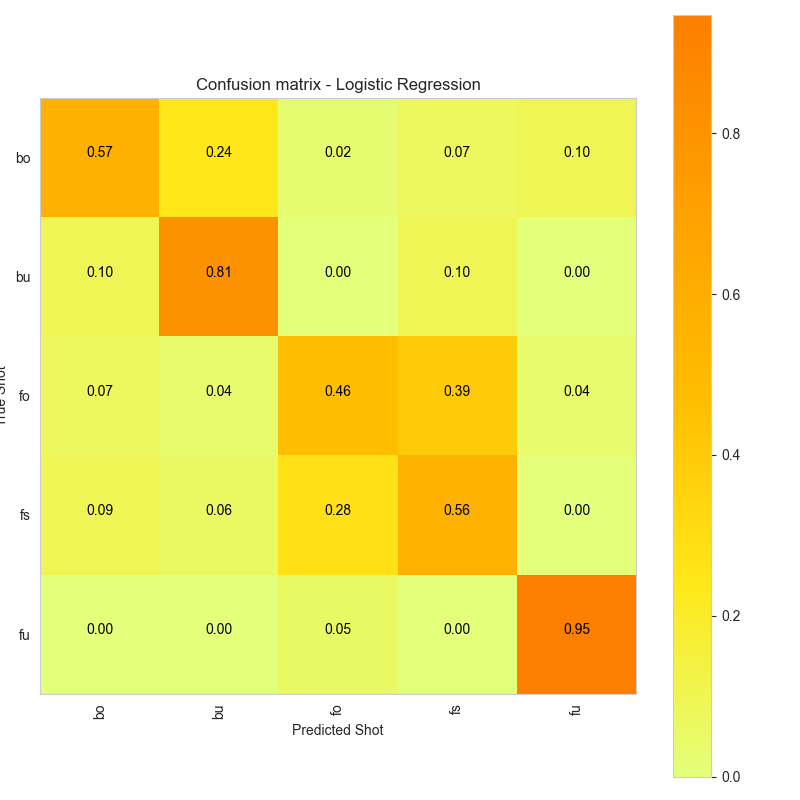 Confusion matrix - Logistic Regression
bo 0.57 0.24 0.02 0.07 0.10
bu 0.10 0.81 0.00 0.10 0.00
fo 0.07 0.04 0.46 0.39 0.04
fs 0.09 0.06 0.28 0.56 0.00
fu 0.00 0.00 0.05 0.00 0.95
True Shot
bo bu fo fs fu
Predicted Shot
0.8
0.6
0.4
0.2
0.0